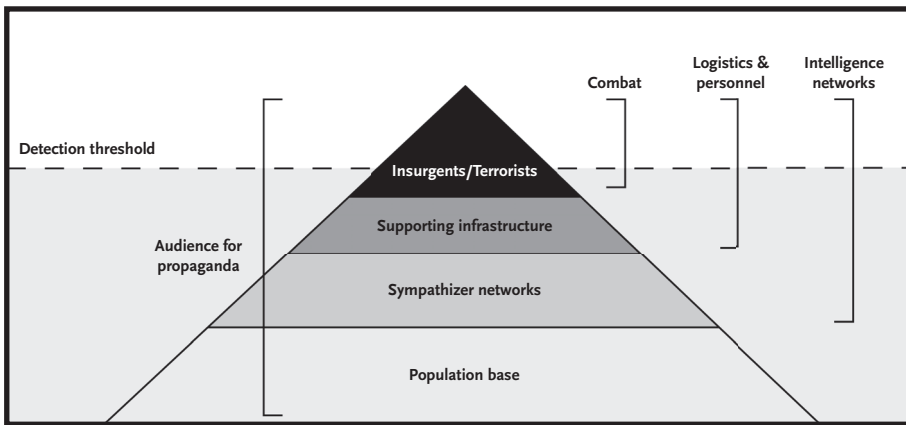 Logistics &
personnel
Intelligence
networks
Combat
Detection threshold
Insurgents/Terrorists
Supporting infrastructure
Audience for
propaganda
Sympathizer networks
Population base